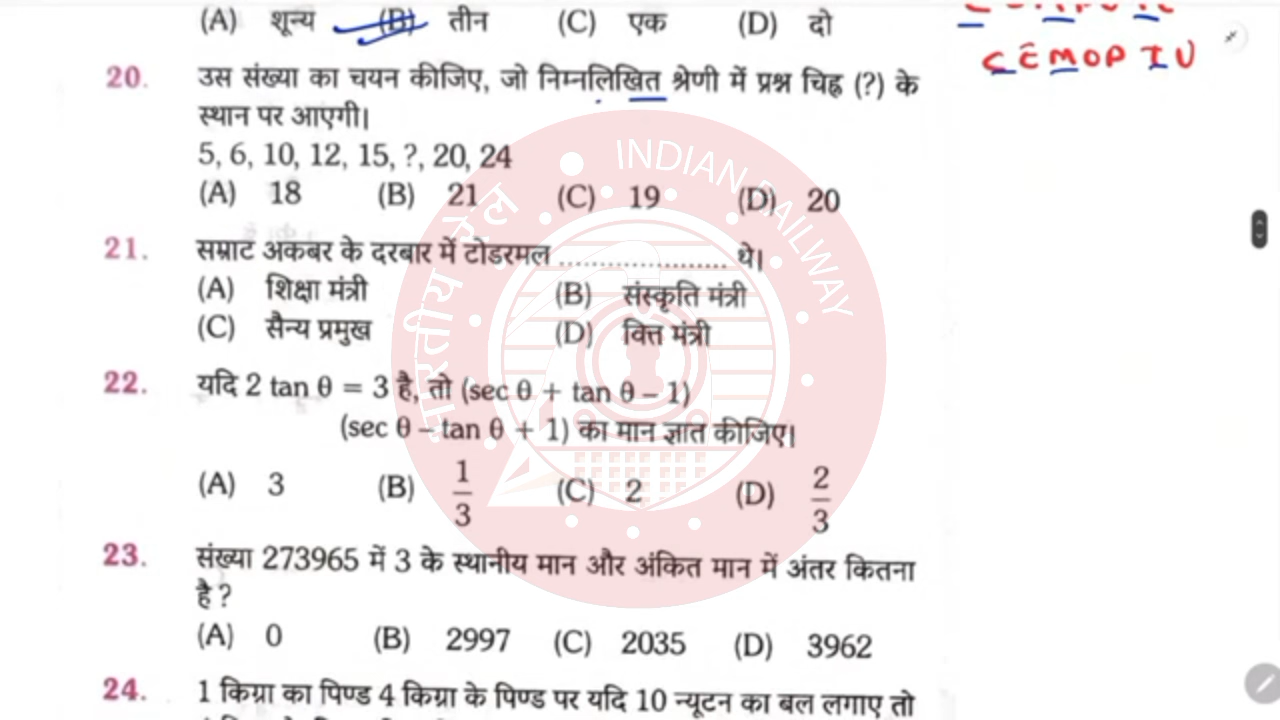 (A) शून्य (B) तीन (C) एक (D) दो
CEMOPIU
20. उस संख्या का चयन कीजिए, जो निम्नलिखित श्रेणी में प्रश्न चिह्न (?) के
स्थान पर आएगी।
5, 6, 10, 12, 15, ?, 20, 24
(A) 18 (B) 21 (C) 19 (D) 20
21. सम्राट अकबर के दरबार में टोडरमल ..................... थे।
(A) शिक्षा मंत्री (B) संस्कृति मंत्री
(C) सैन्य प्रमुख (D) वित्त मंत्री
22. यदि 2 tan θ = 3 है, तो (sec θ + tan θ – 1)
(sec θ – tan θ + 1) का मान ज्ञात कीजिए।
(A) 3 (B) 1/3 (C) 2 (D) 2/3
23. संख्या 273965 में 3 के स्थानीय मान और अंकित मान में अंतर कितना
है ?
(A) 0 (B) 2997 (C) 2035 (D) 3962
24. 1 किग्रा का पिण्ड 4 किग्रा के पिण्ड पर यदि 10 न्यूटन का बल लगाए तो
भारतीय रेल
INDIAN RAILWAY